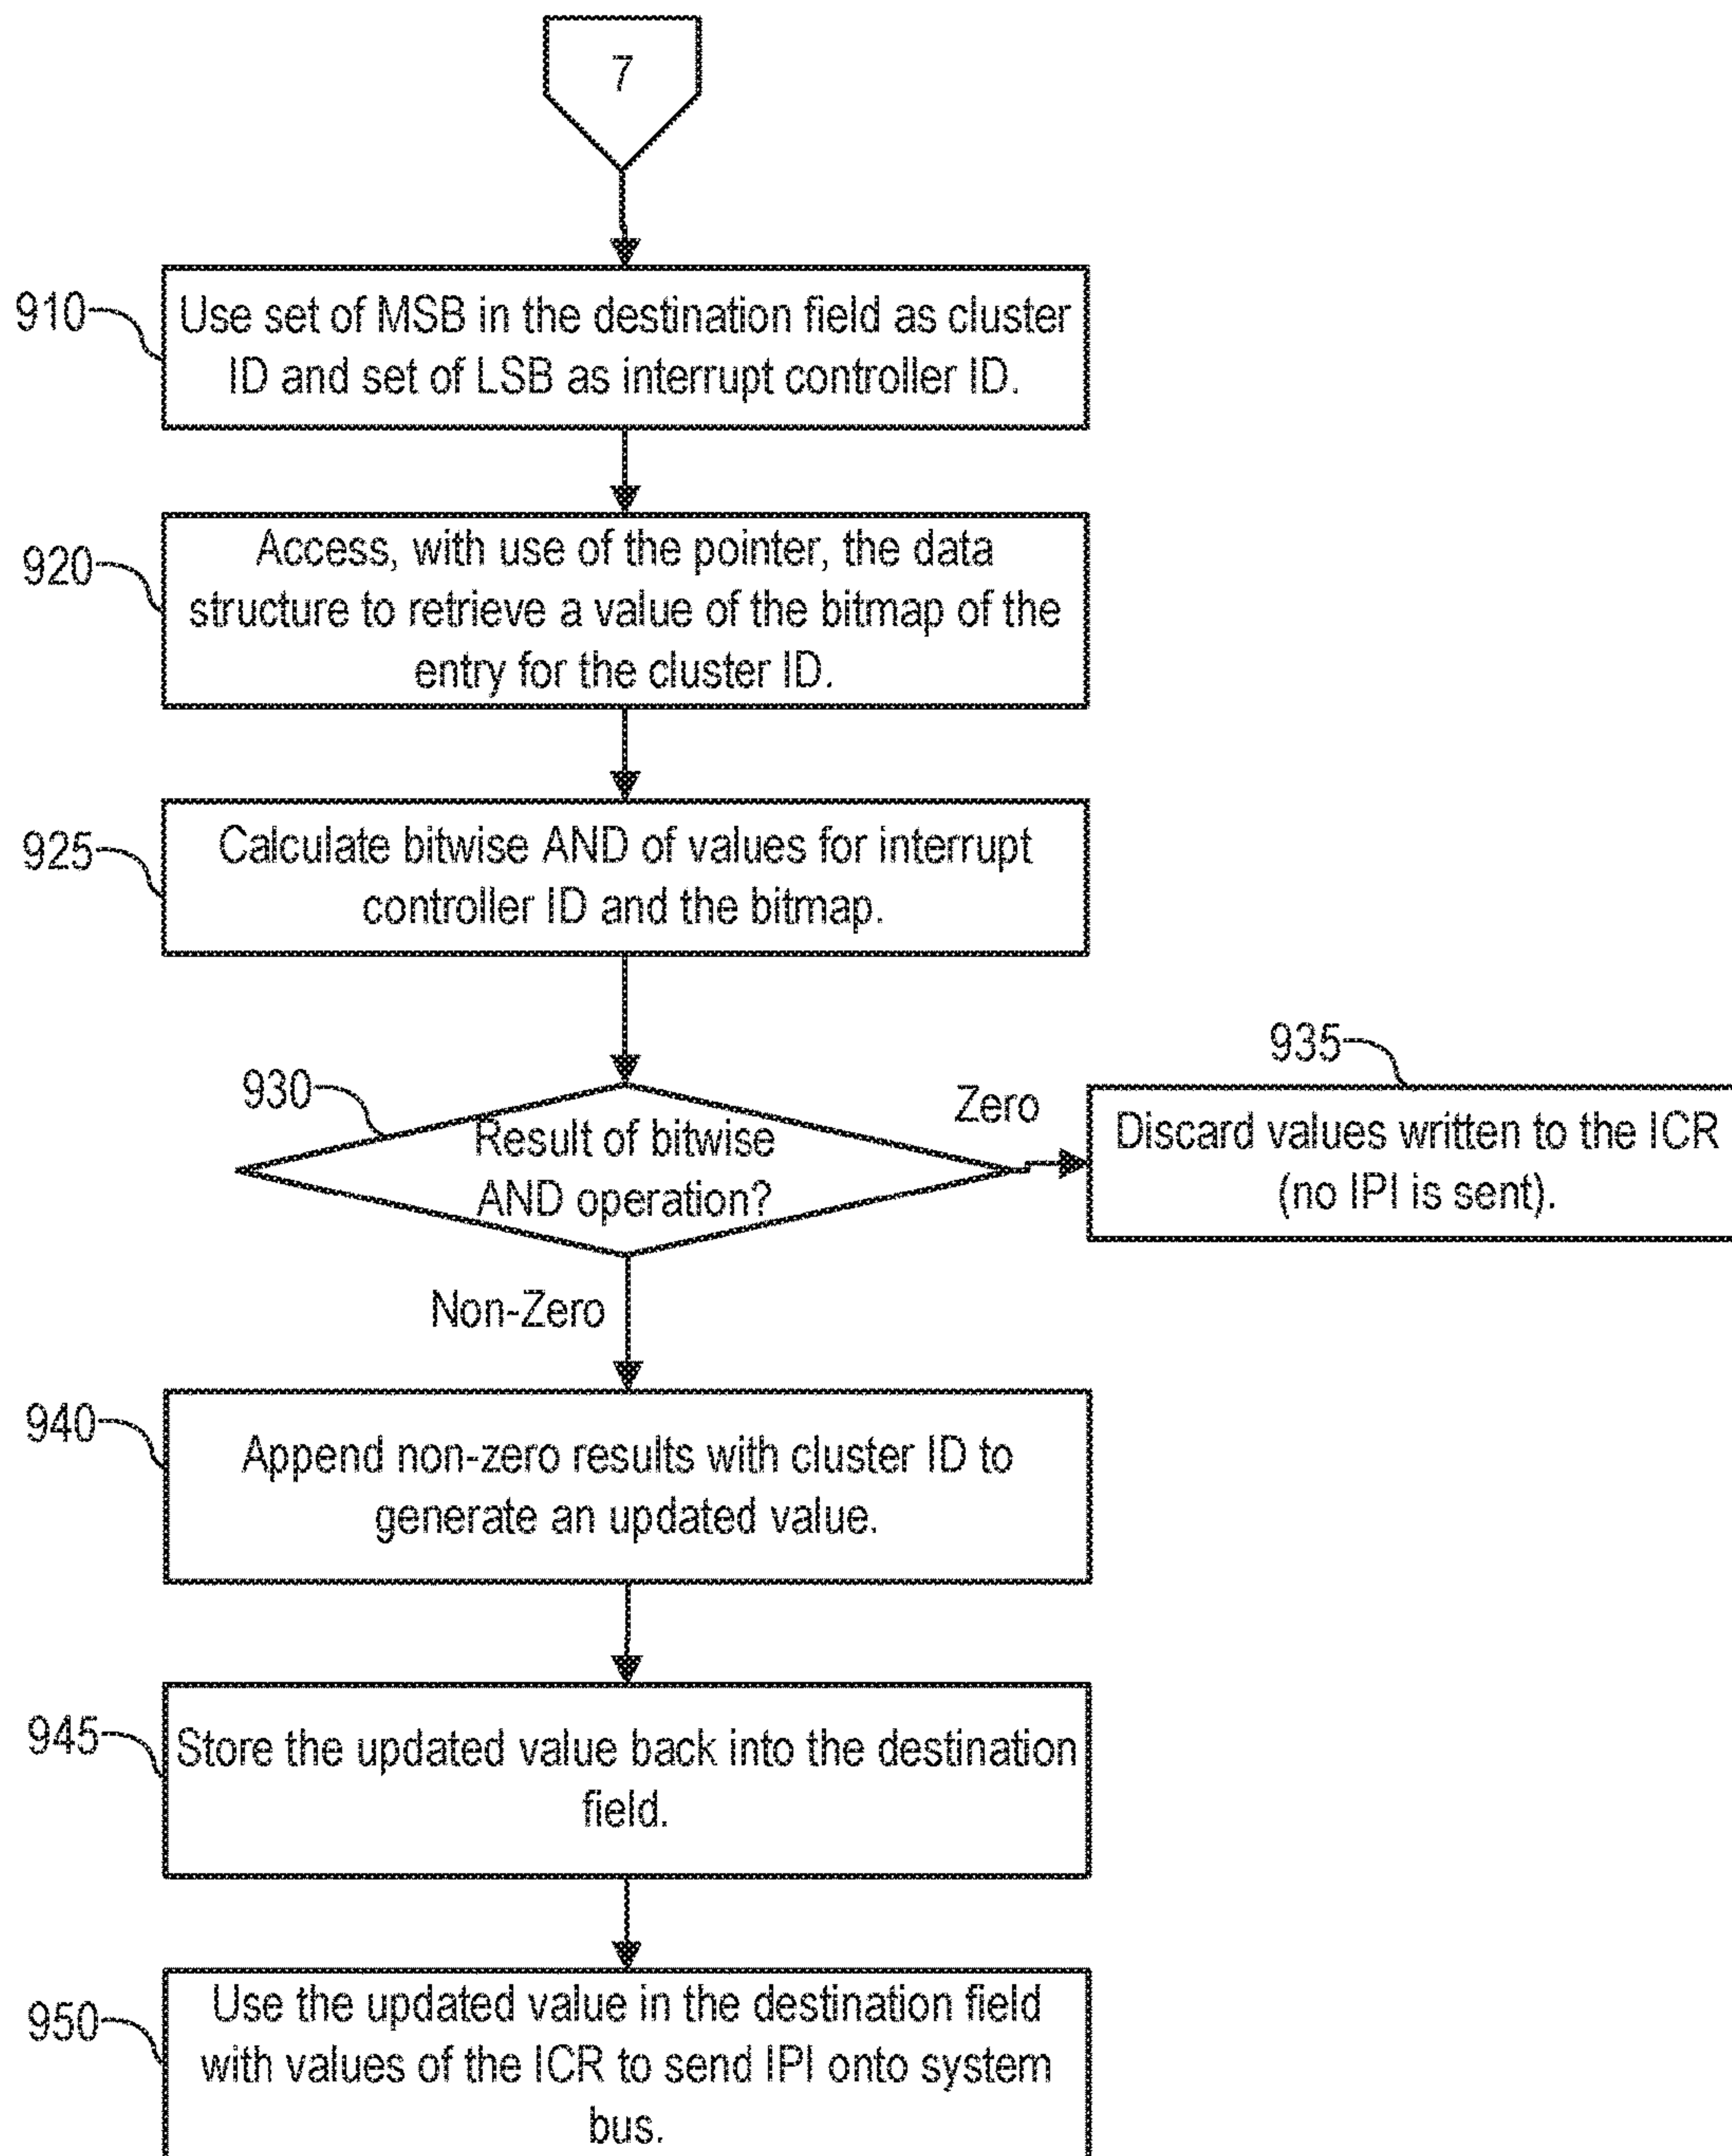 7
910
Use set of MSB in the destination field as cluster
ID and set of LSB as interrupt controller ID.
920
Access, with use of the pointer, the data
structure to retrieve a value of the bitmap of the
entry for the cluster ID.
925
Calculate bitwise AND of values for interrupt
controller ID and the bitmap.
930
Result of bitwise
AND operation?
Zero
935
Discard values written to the ICR
(no IPI is sent).
Non-Zero
940
Append non-zero results with cluster ID to
generate an updated value.
945
Store the updated value back into the destination
field.
950
Use the updated value in the destination field
with values of the ICR to send IPI onto system
bus.